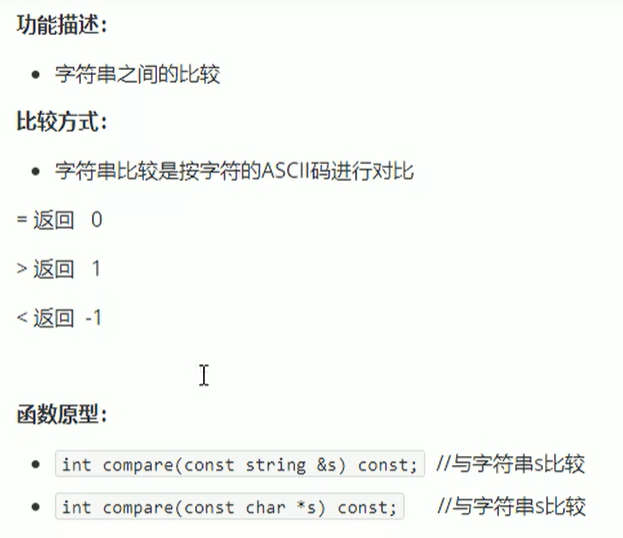 功能描述：
• 字符串之间的比较
比较方式：
• 字符串比较是按字符的ASCII码进行对比
= 返回 0
> 返回 1
< 返回 -1
函数原型：
• int compare(const string &s) const; //与字符串s比较
• int compare(const char *s) const; //与字符串s比较